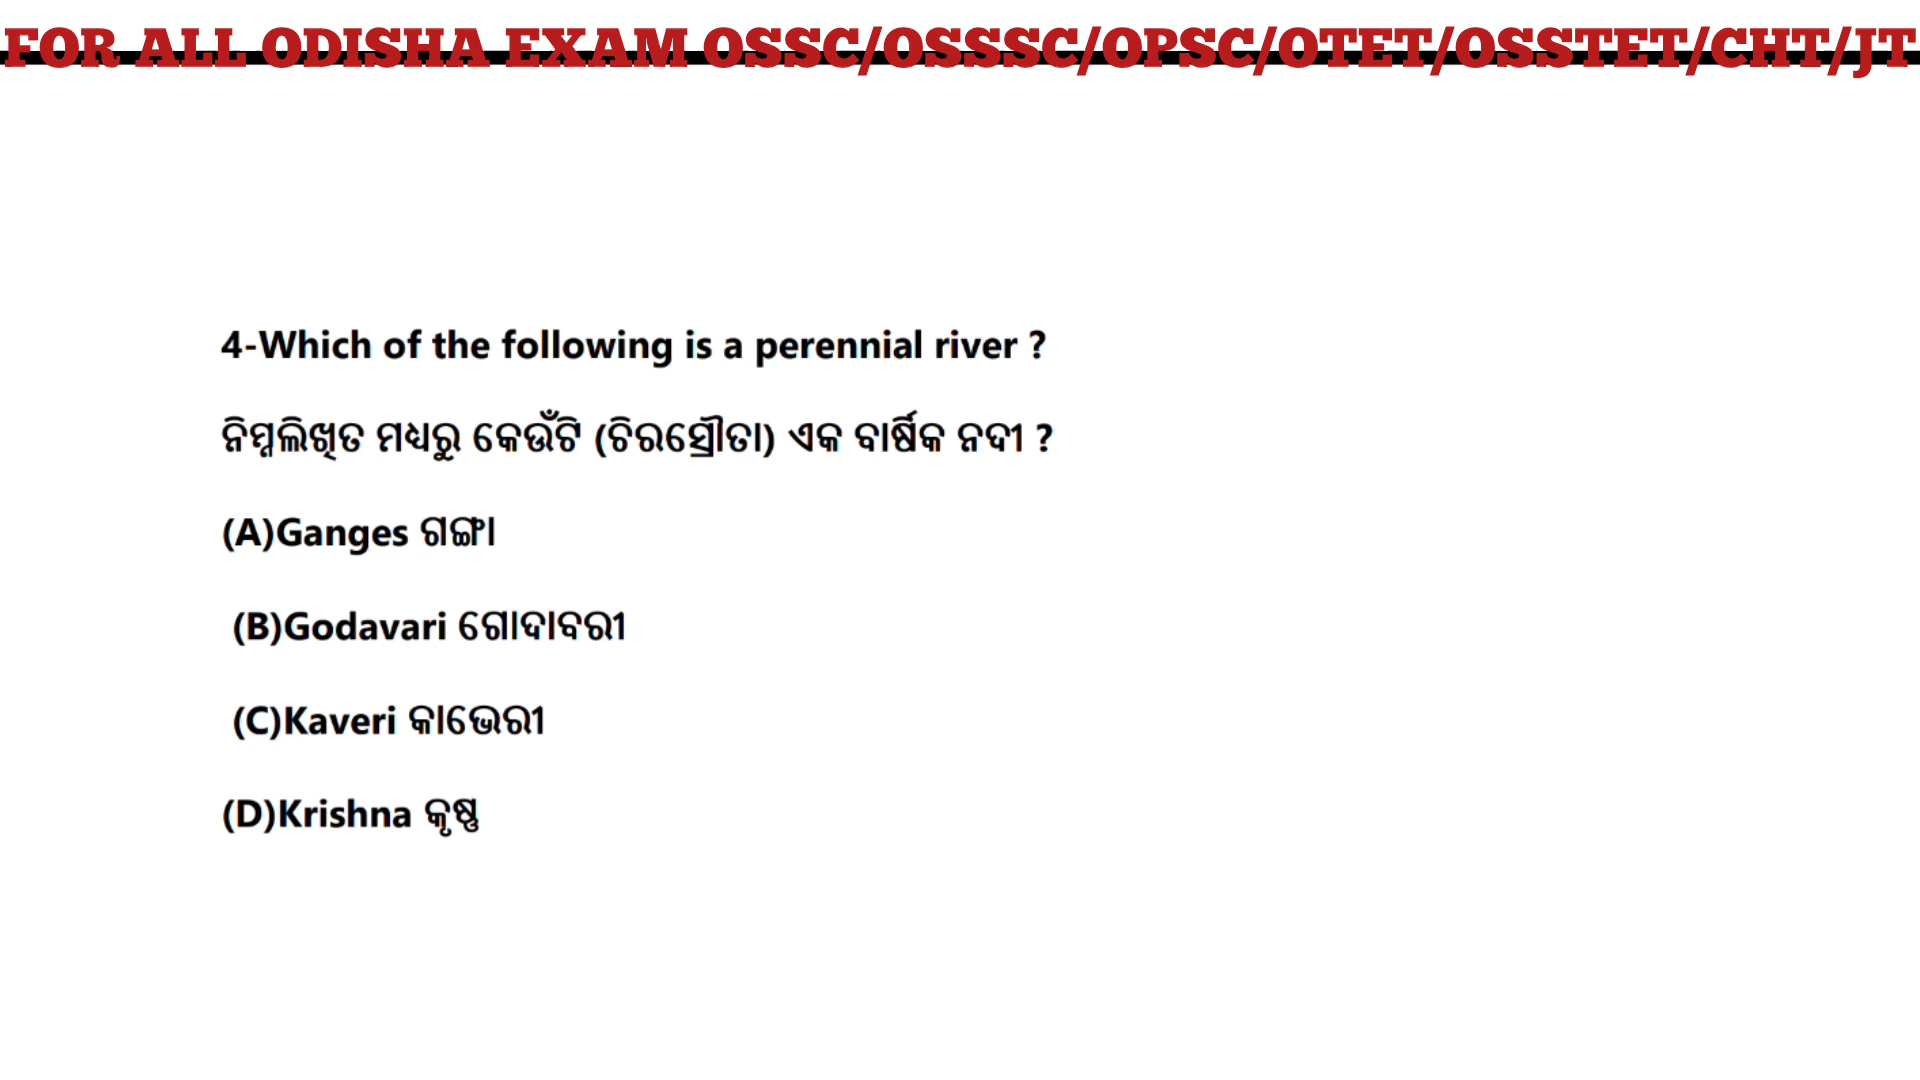 FOR ALL ODISHA EXAM OSSC/OSSSC/OPSC/OTET/OSSTET/CHT/JT
4-Which of the following is a perennial river ?
ନିମ୍ନଲିଖିତ ମଧ୍ୟରୁ କେଉଁଟି (ଚିରସ୍ରୌତା) ଏକ ବାର୍ଷିକ ନଦୀ ?
(A)Ganges ଗଙ୍ଗା
(B)Godavari ଗୋଦାବରୀ
(C)Kaveri କାଭେରୀ
(D)Krishna କୃଷ୍ଣ